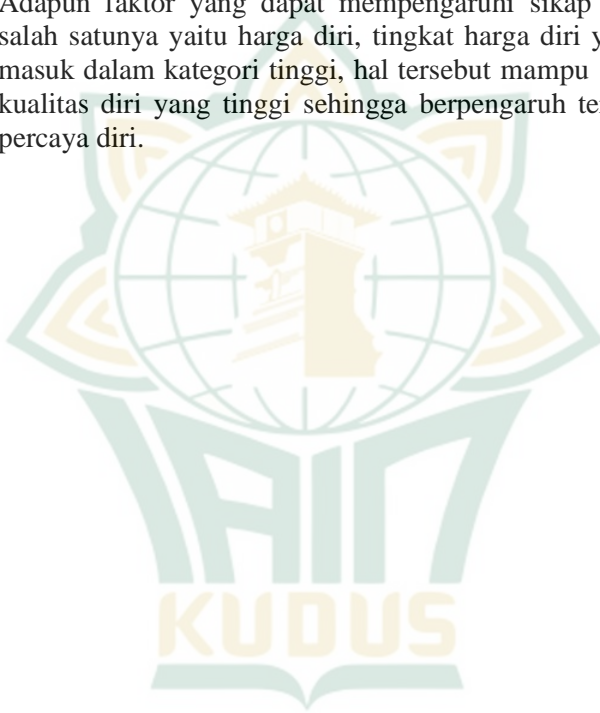 Adapun faktor yang dapat mempengaruhi sikap
salah satunya yaitu harga diri, tingkat harga diri y
masuk dalam kategori tinggi, hal tersebut mampu
kualitas diri yang tinggi sehingga berpengaruh te
percaya diri.
IAIN
KUDUS